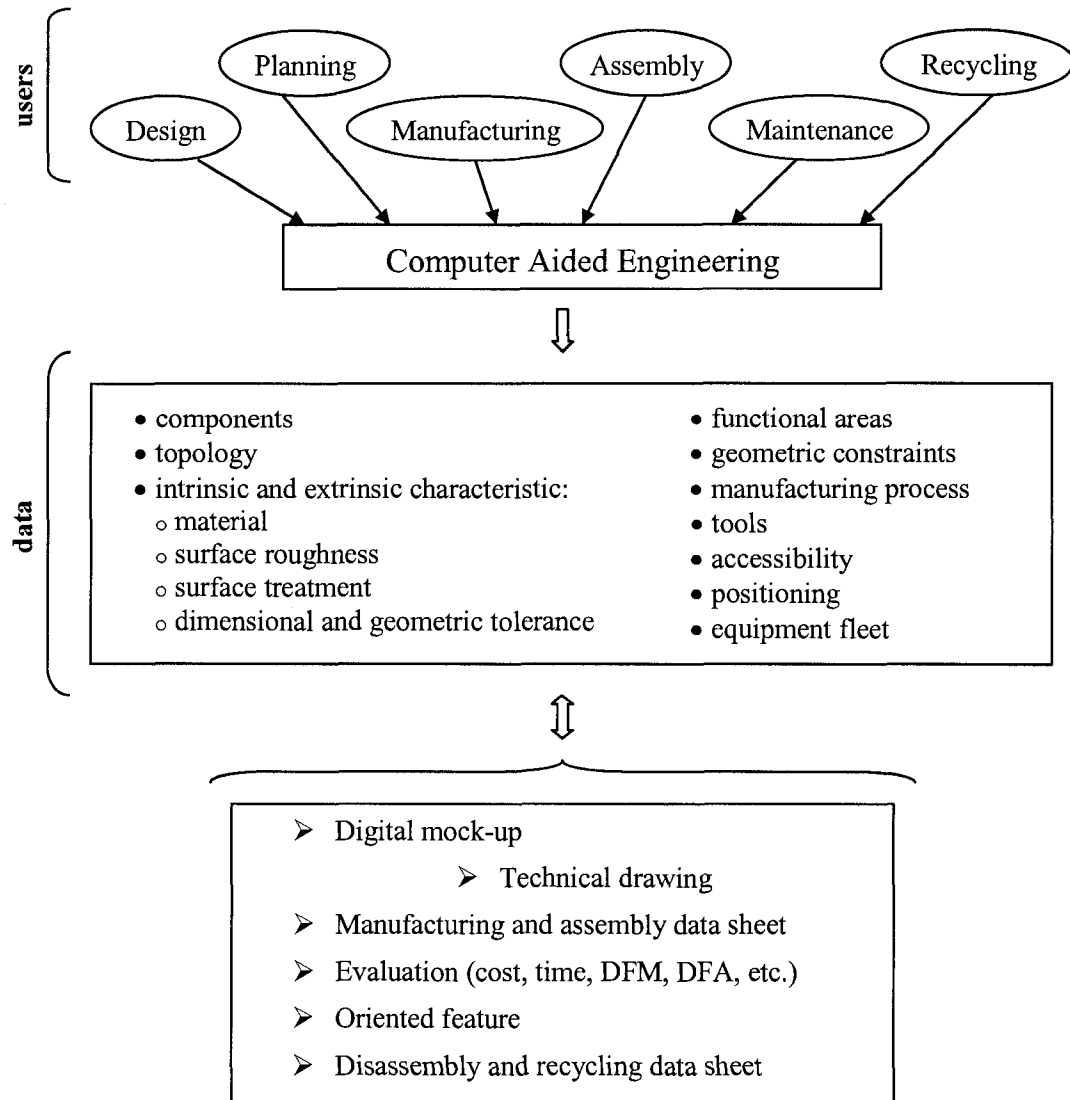 users
Planning
Assembly
Recycling
Design
Manufacturing
Maintenance
Computer Aided Engineering
data
• components
• topology
• intrinsic and extrinsic characteristic:
○ material
○ surface roughness
○ surface treatment
○ dimensional and geometric tolerance
• functional areas
• geometric constraints
• manufacturing process
• tools
• accessibility
• positioning
• equipment fleet
➢ Digital mock-up
➢ Technical drawing
➢ Manufacturing and assembly data sheet
➢ Evaluation (cost, time, DFM, DFA, etc.)
➢ Oriented feature
➢ Disassembly and recycling data sheet